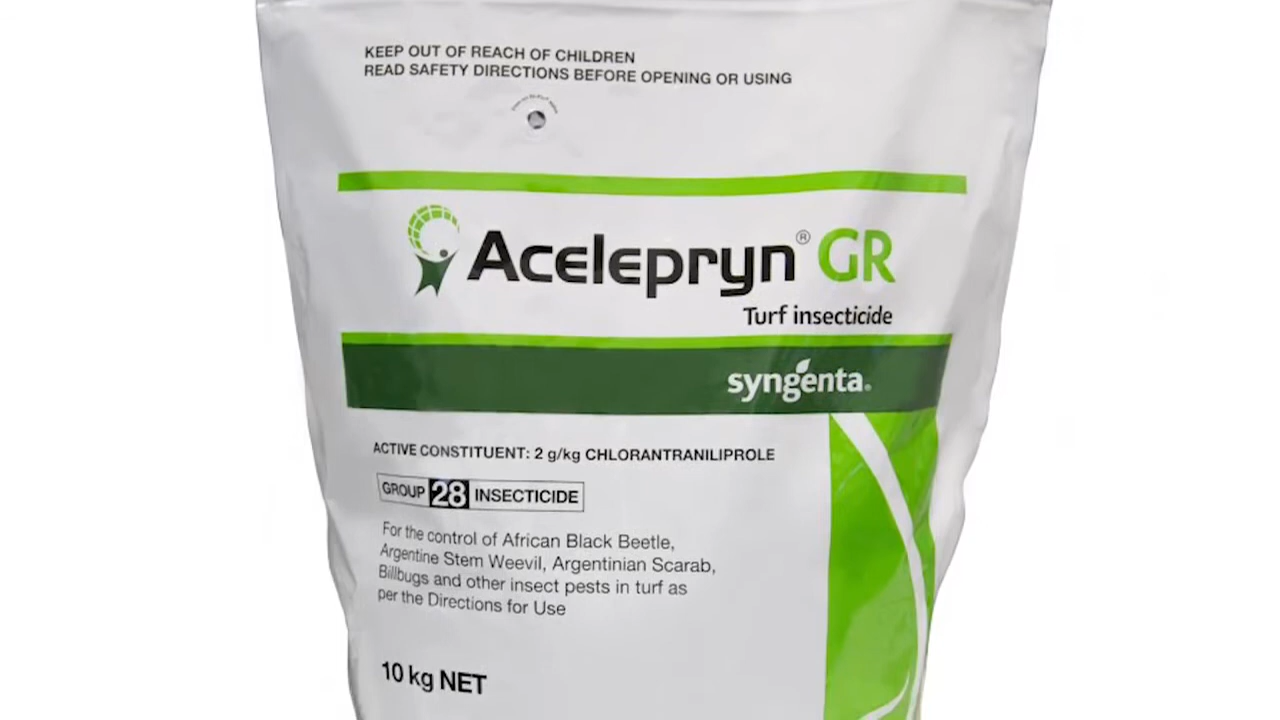 KEEP OUT OF REACH OF CHILDREN
READ SAFETY DIRECTIONS BEFORE OPENING OR USING
Acelepryn® GR
Turf insecticide
syngenta®
ACTIVE CONSTITUENT: 2 g/kg CHLORANTRANILIPROLE
GROUP 28 INSECTICIDE
For the control of African Black Beetle,
Argentine Stem Weevil, Argentinian Scarab,
Billbugs and other insect pests in turf as
per the Directions for Use
10 kg NET